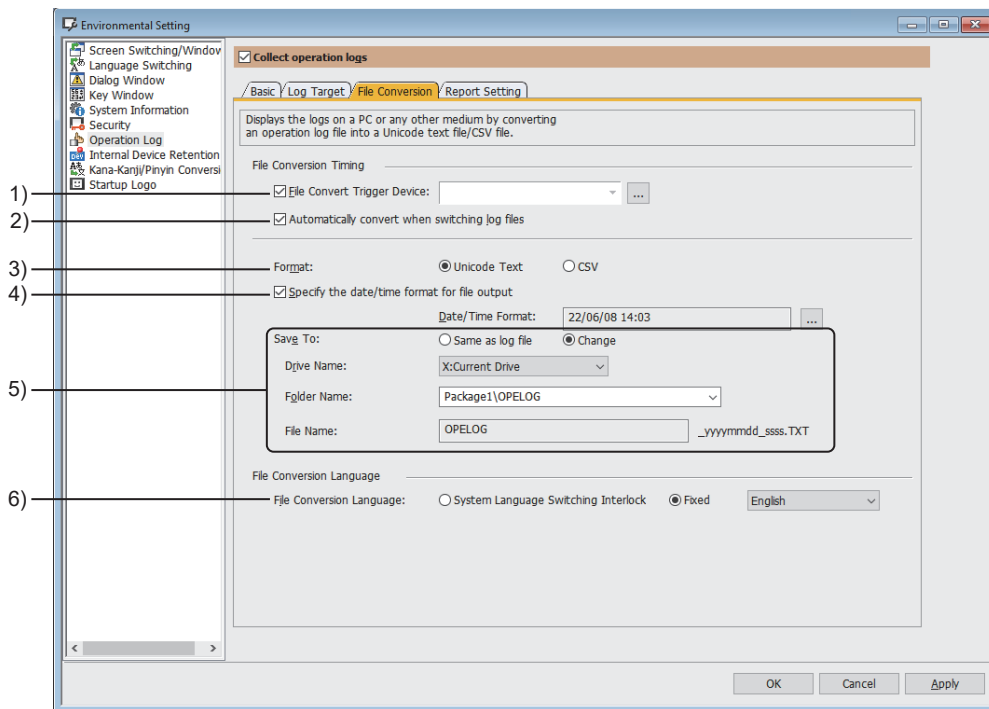 Environmental Setting
Screen Switching/Window
Language Switching
Dialog Window
Key Window
System Information
Security
Operation Log
Internal Device Retention
Kana-Kanji/Pinyin Conversi
Startup Logo
Collect operation logs
Basic Log Target File Conversion Report Setting
Displays the logs on a PC or any other medium by converting
an operation log file into a Unicode text file/CSV file.
File Conversion Timing
1) File Convert Trigger Device: ...
2) Automatically convert when switching log files
3) Format: Unicode Text CSV
4) Specify the date/time format for file output
Date/Time Format: 22/06/08 14:03 ...
Save To: Same as log file Change
Drive Name: X:Current Drive
5) Folder Name: Package1\OPELOG
File Name: OPELOG _yyyymmdd_ssss.TXT
File Conversion Language
6) File Conversion Language: System Language Switching Interlock Fixed English
OK Cancel Apply